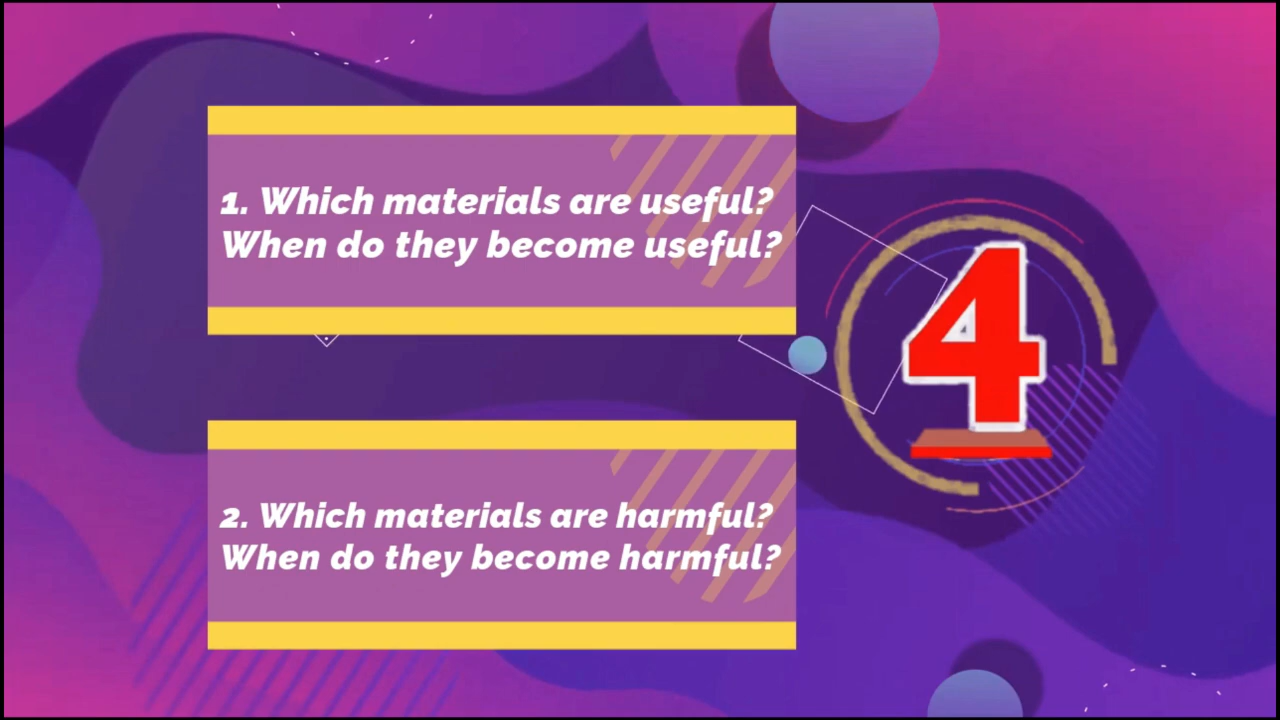 1. Which materials are useful?
When do they become useful?
4
2. Which materials are harmful?
When do they become harmful?